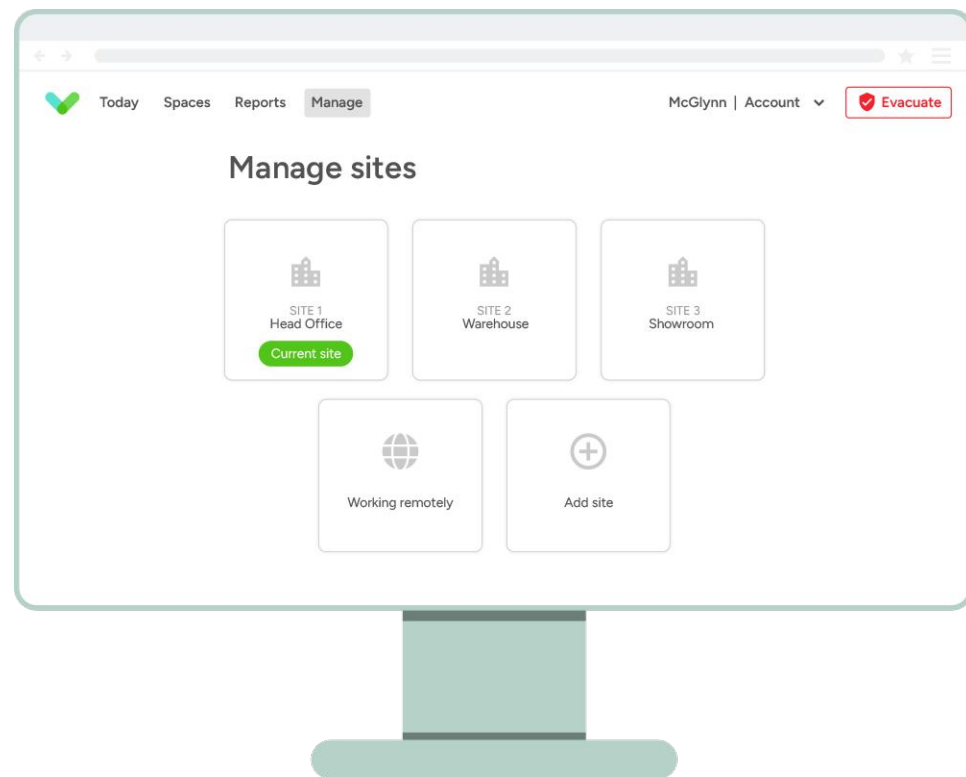 Today Spaces Reports Manage McGlynn | Account Evacuate
Manage sites
SITE 1
Head Office
Current site
SITE 2
Warehouse
SITE 3
Showroom
Working remotely
Add site